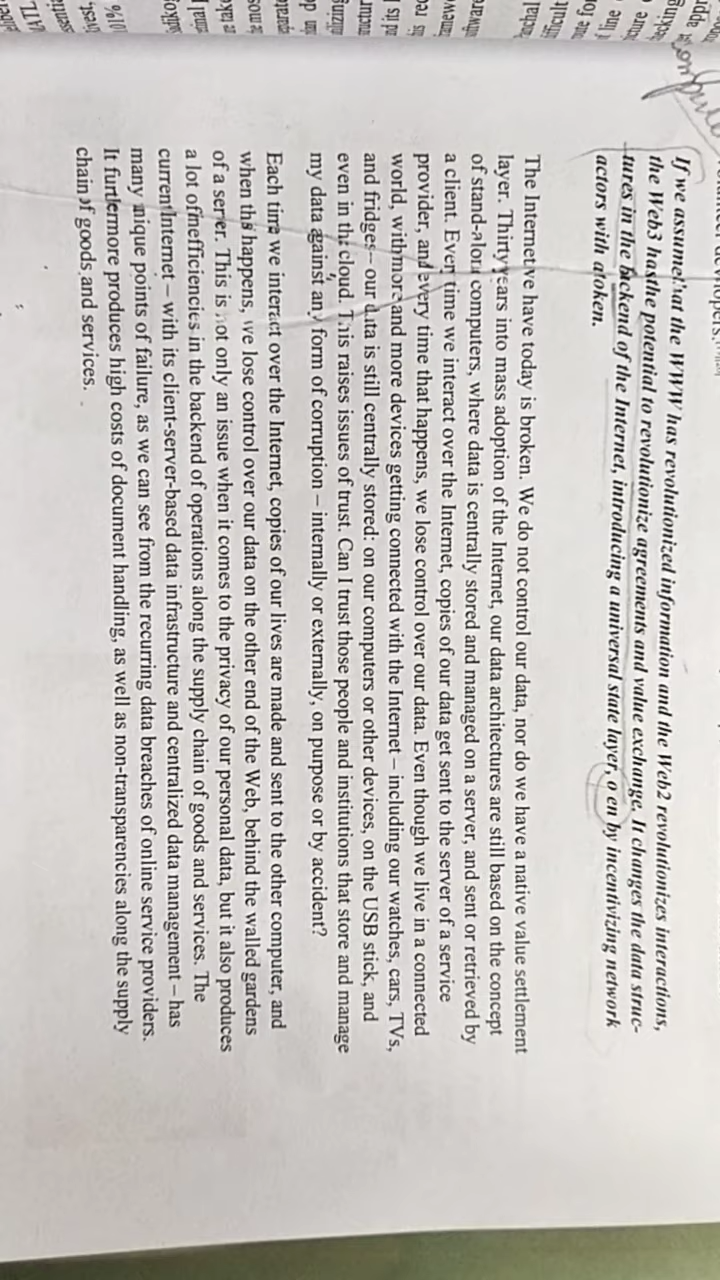 If we assume that the WWW has revolutionized information and the Web2 revolutionizes interactions,
the Web3 has the potential to revolutionize agreements and value exchange. It changes the data struc-
tures in the backend of the Internet, introducing a universal state layer, o en by incentivizing network
actors with a token.
The Internet we have today is broken. We do not control our data, nor do we have a native value settlement
layer. Thirty years into mass adoption of the Internet, our data architectures are still based on the concept
of stand-alone computers, where data is centrally stored and managed on a server, and sent or retrieved by
a client. Every time we interact over the Internet, copies of our data get sent to the server of a service
provider, and every time that happens, we lose control over our data. Even though we live in a connected
world, with more and more devices getting connected with the Internet – including our watches, cars, TVs,
and fridges – our data is still centrally stored: on our computers or other devices, on the USB stick, and
even in the cloud. This raises issues of trust. Can I trust those people and institutions that store and manage
my data against any form of corruption – internally or externally, on purpose or by accident?
Each time we interact over the Internet, copies of our lives are made and sent to the other computer, and
when this happens, we lose control over our data on the other end of the Web, behind the walled gardens
of a server. This is not only an issue when it comes to the privacy of our personal data, but it also produces
a lot of inefficiencies in the backend of operations along the supply chain of goods and services. The
current Internet – with its client-server-based data infrastructure and centralized data management – has
many unique points of failure, as we can see from the recurring data breaches of online service providers.
It furthermore produces high costs of document handling, as well as non-transparencies along the supply
chain of goods and services.